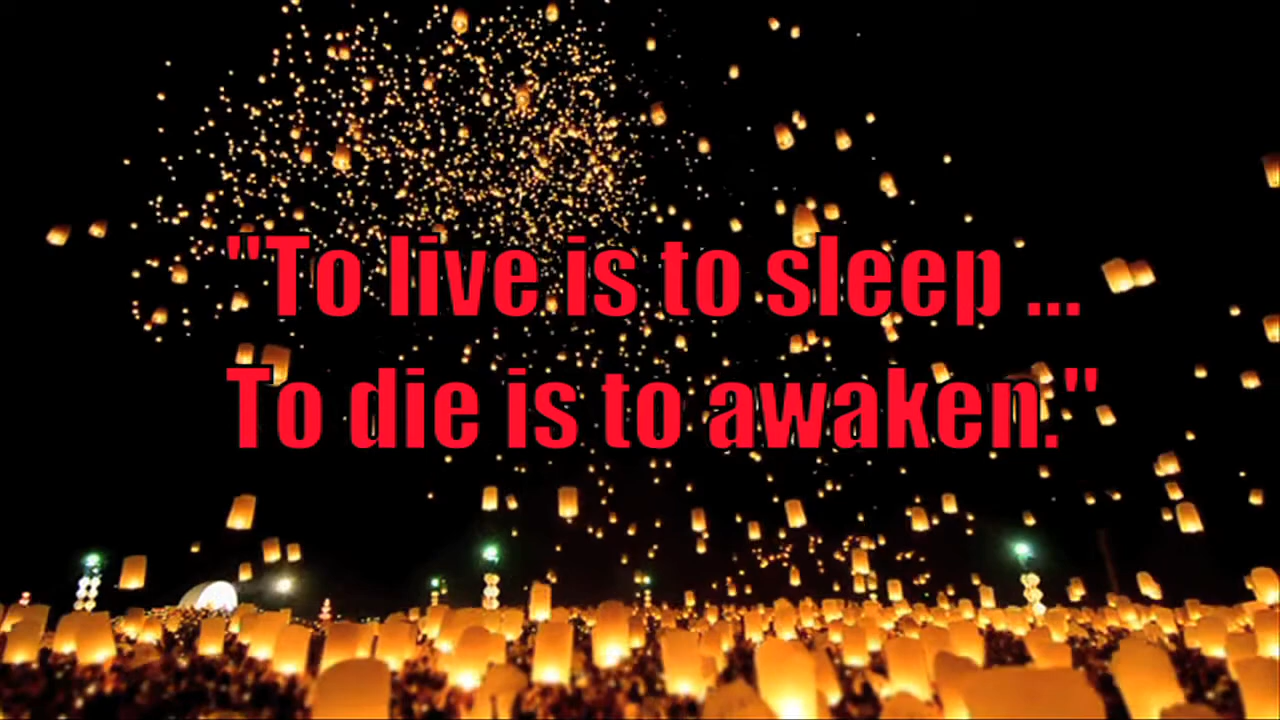 "To live is to sleep ...
To die is to awaken."